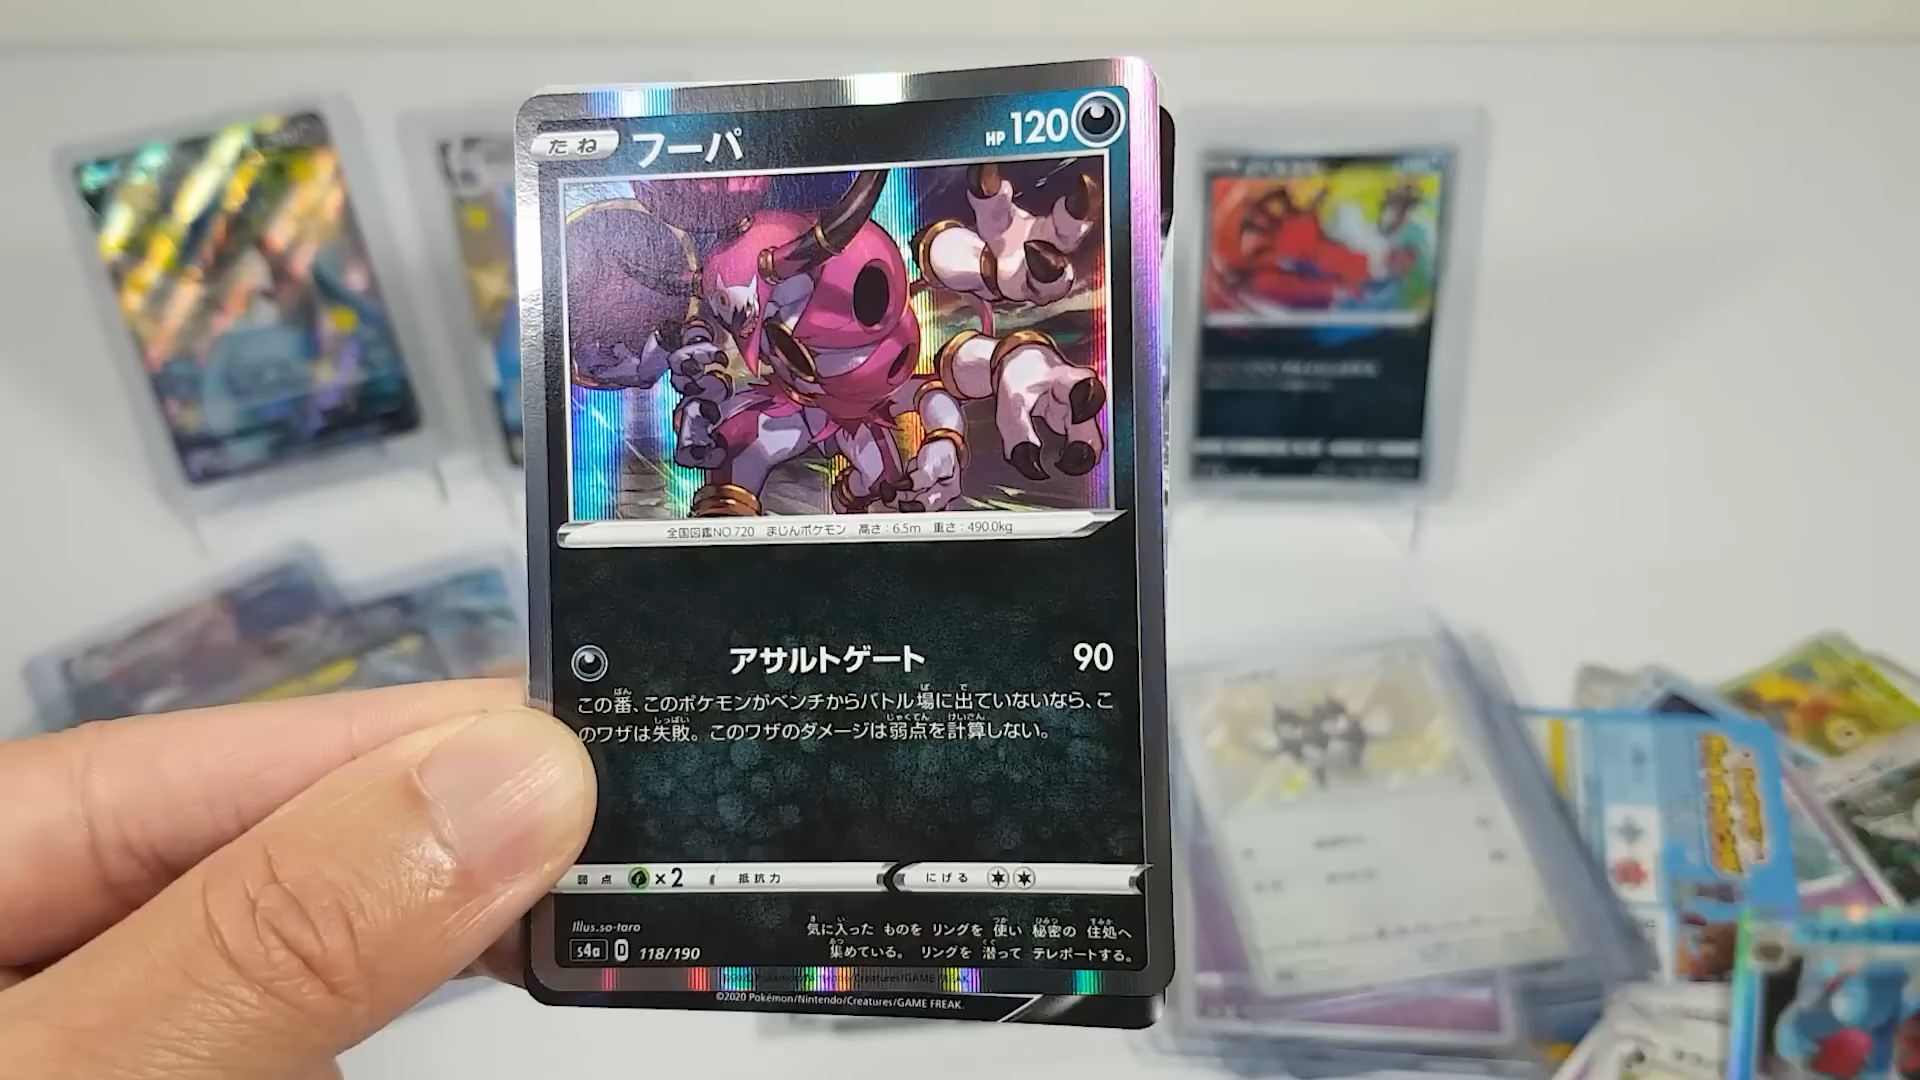 たね フーパ HP 120
全国図鑑NO.720 まじんポケモン 高さ:6.5m 重さ:490.0kg
アサルトゲート 90
この番、このポケモンがベンチからバトル場に出ていないなら、こ
のワザは失敗。このワザのダメージは弱点を計算しない。
弱点 ×2 抵抗力 にげる
Illus.so-taro
気に入った ものを リングを 使い 秘密の 住処へ
集めている。 リングを 潜って テレポートする。
s4a D 118/190
©2020 Pokémon/Nintendo/Creatures/GAME FREAK.